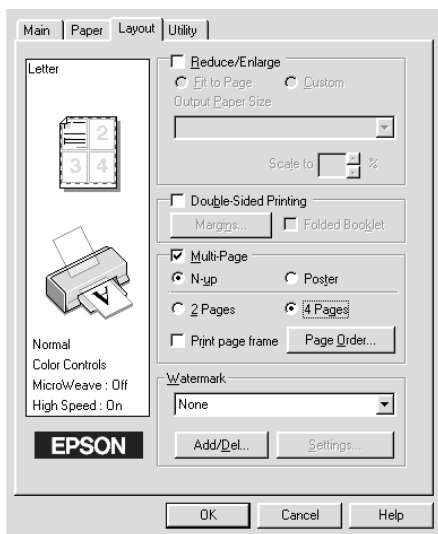 Main Paper Layout Utility
Letter
2
3 4
A
Normal
Color Controls
MicroWeave : Off
High Speed : On
EPSON
Reduce/Enlarge
Fit to Page Custom
Output Paper Size
Scale to %
Double-Sided Printing
Margins... Folded Booklet
Multi-Page
N-up Poster
2 Pages 4 Pages
Print page frame Page Order...
Watermark
None
Add/Del... Settings...
OK Cancel Help